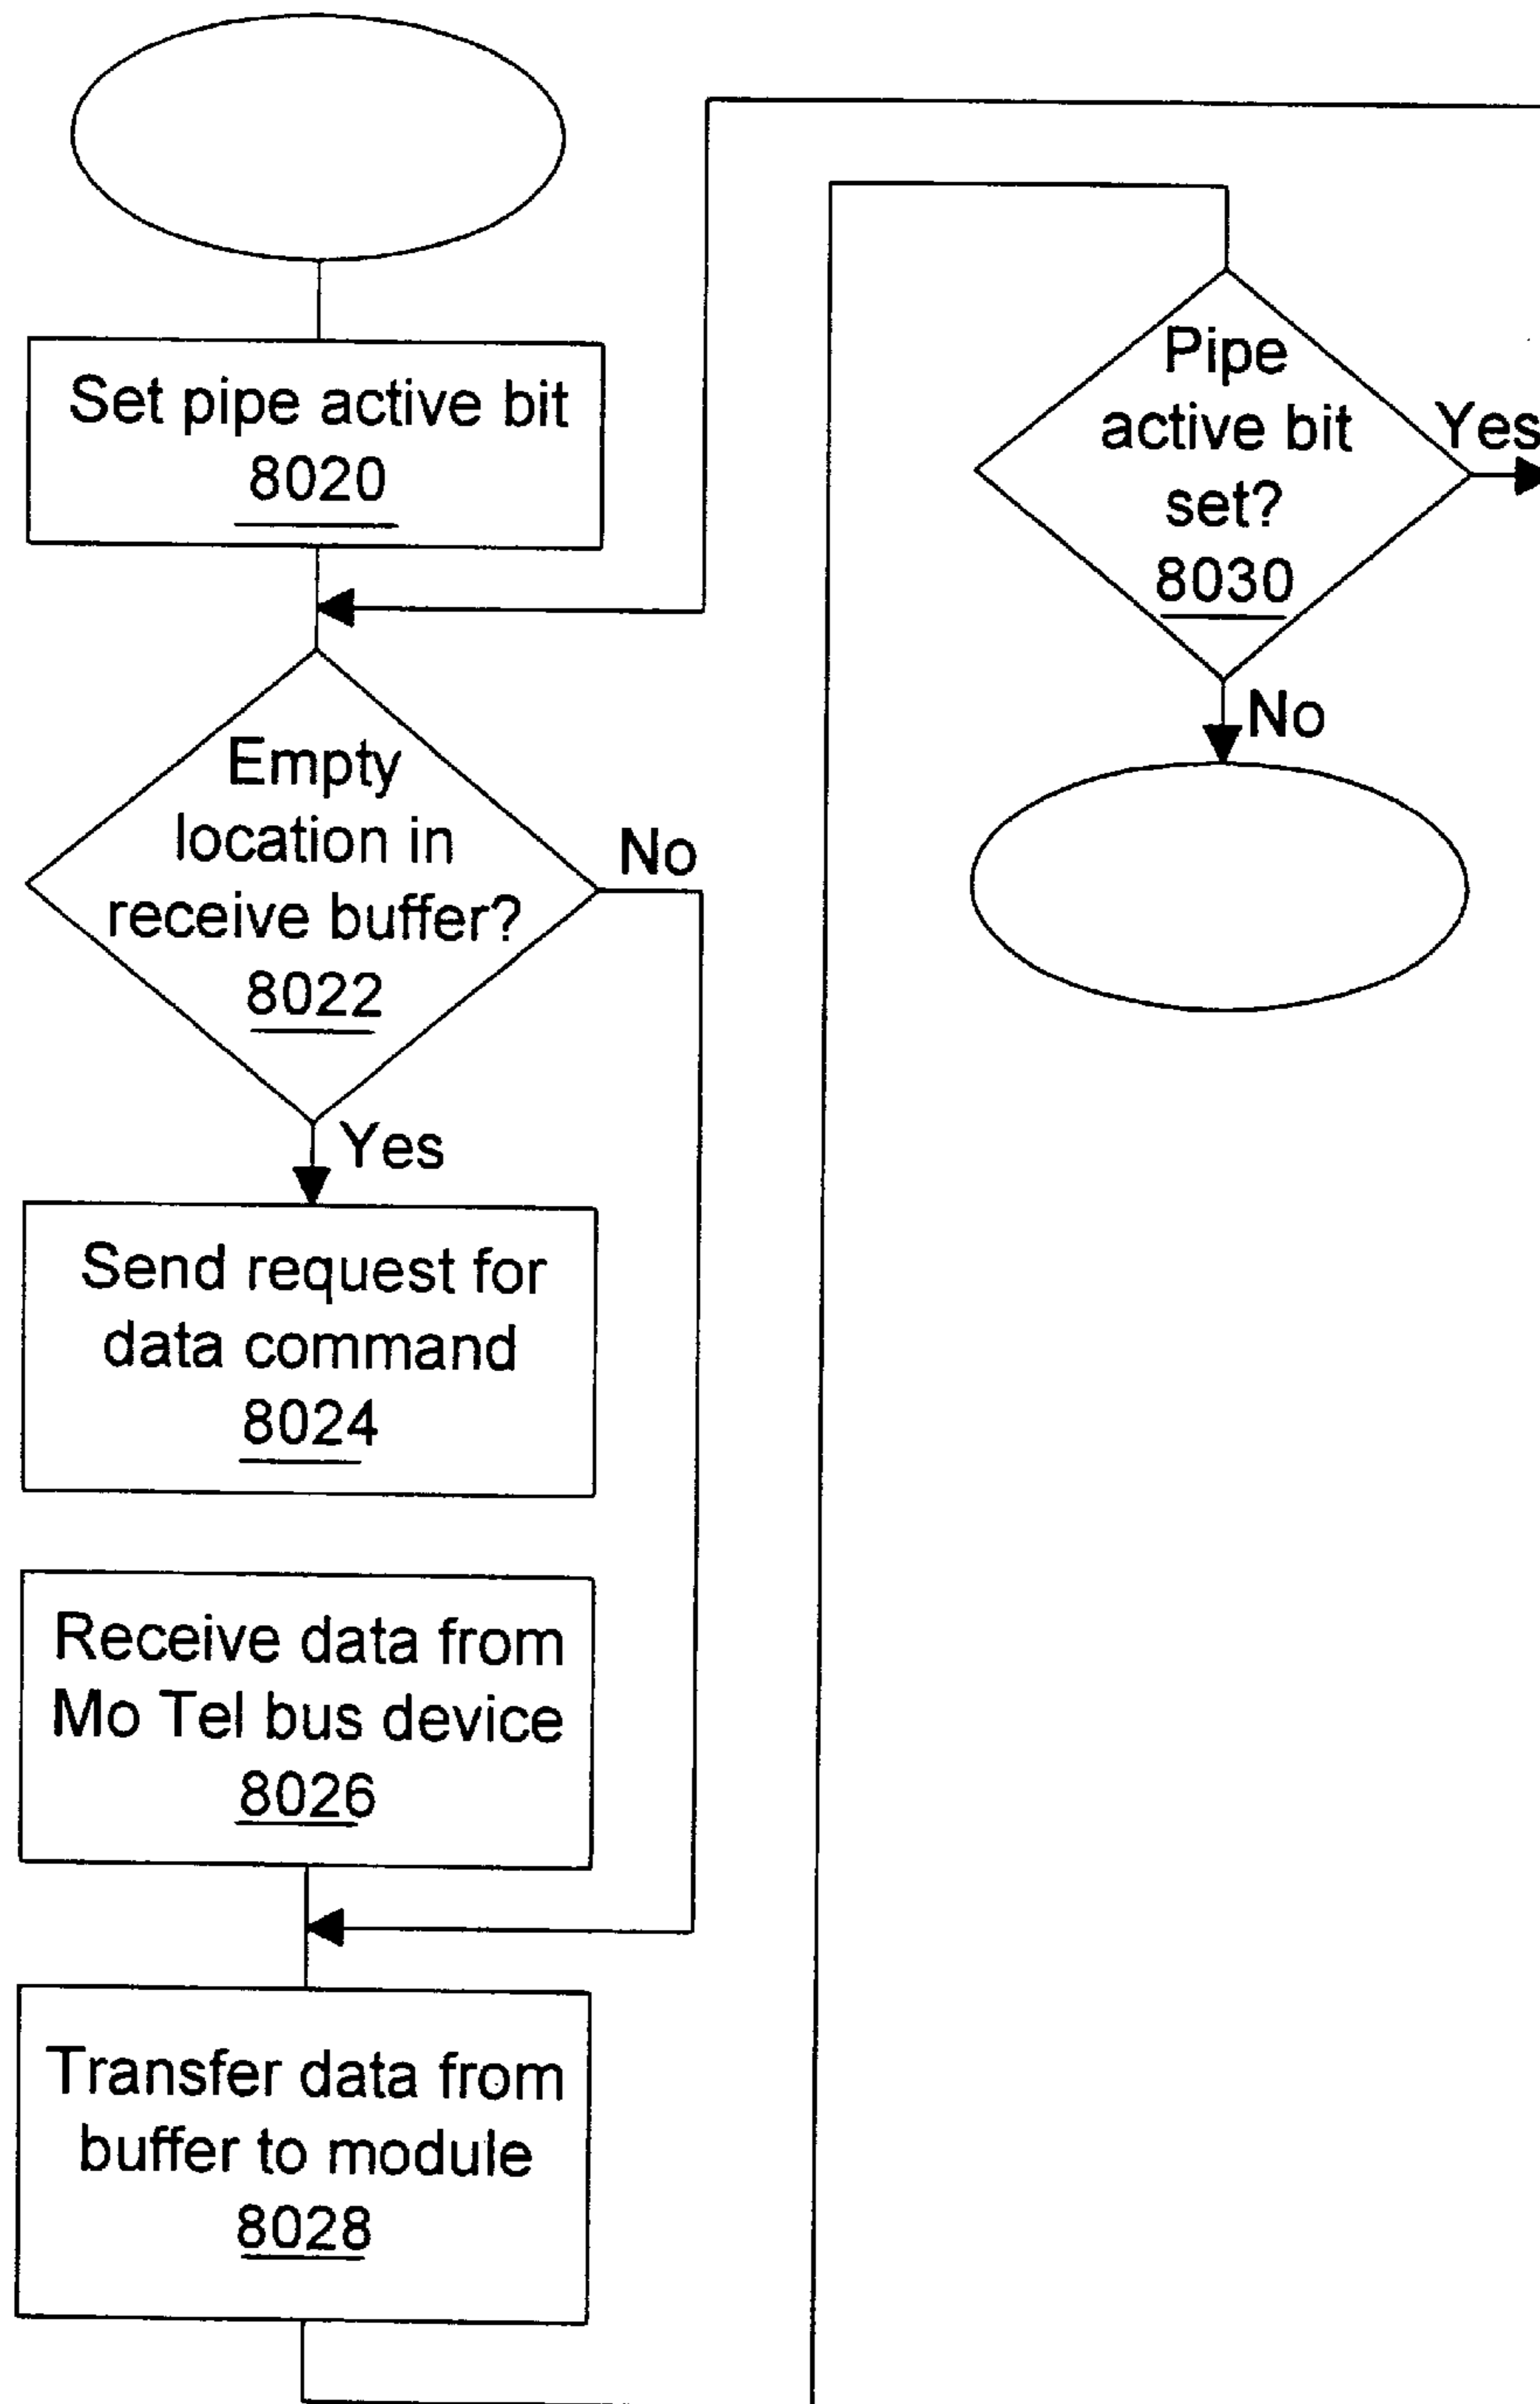 Set pipe active bit
8020
Empty
location in
receive buffer?
8022
No
Yes
Send request for
data command
8024
Receive data from
Mo Tel bus device
8026
Transfer data from
buffer to module
8028
Pipe
active bit
set?
8030
Yes
No